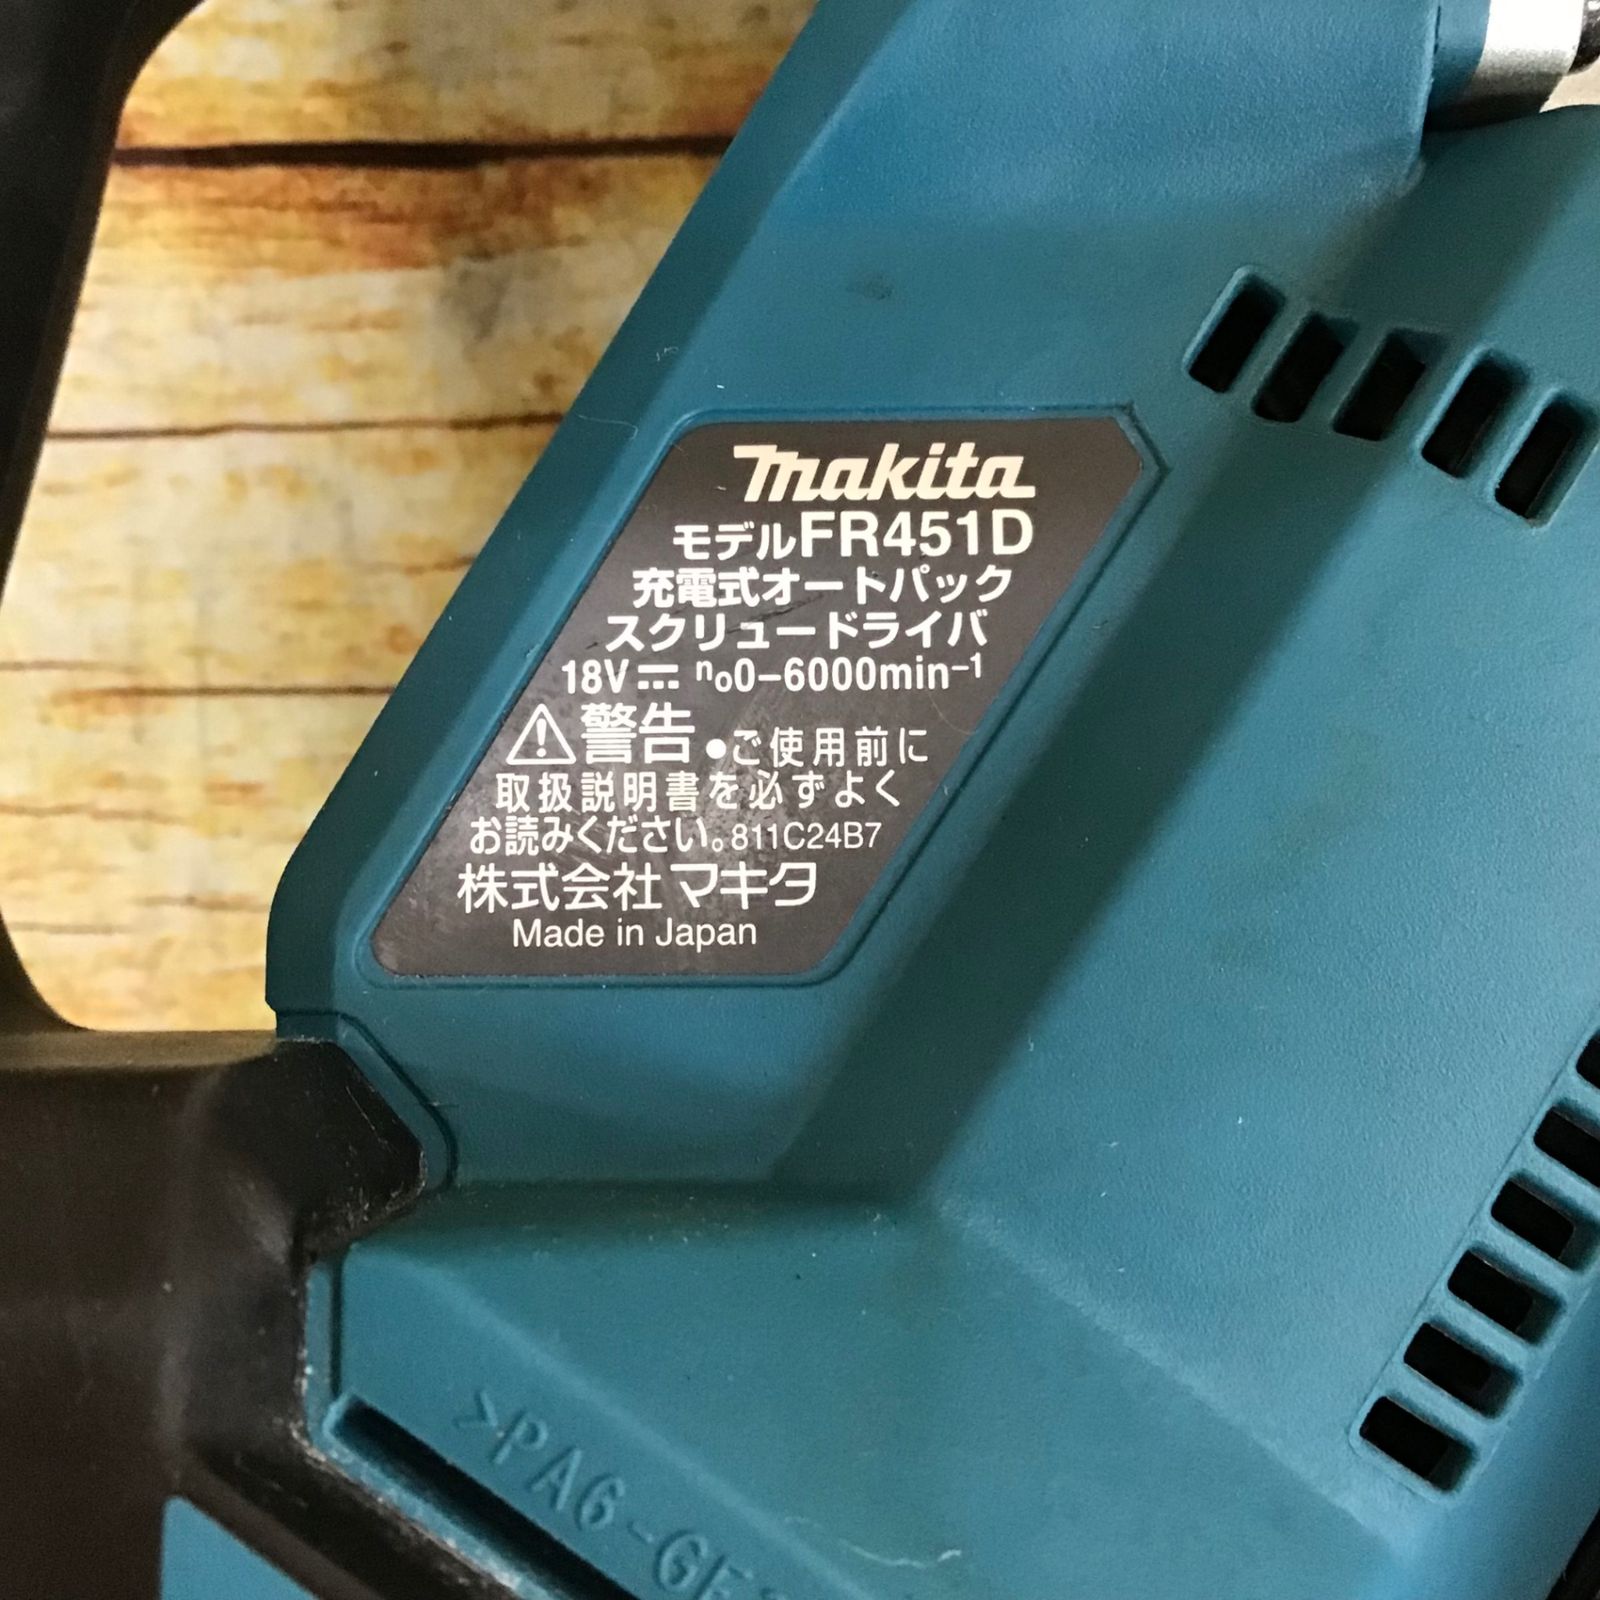 makita
モデルFR451D
充電式オートパック
スクリュードライバ
18V⎓ n₀0-6000min⁻¹
⚠警告 ●ご使用前に
取扱説明書を必ずよく
お読みください。811C24B7
株式会社マキタ
Made in Japan
>PA6-GF